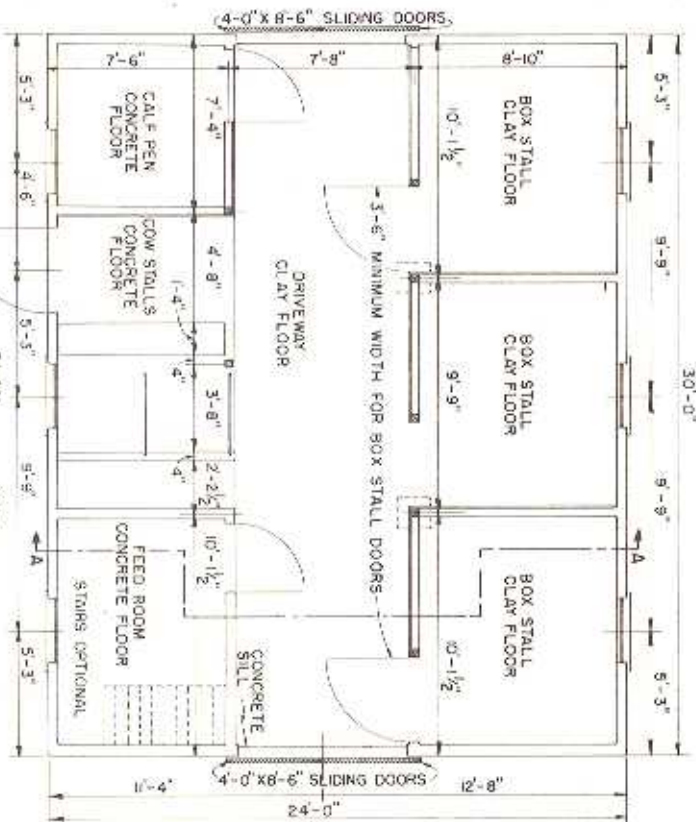 4'-0" X 8'-6" SLIDING DOORS
7'-6"
7'-8"
8'-10"
5'-3"
4'-6"
5'-3"
9'-9"
5'-3"
7'-4"
4'-8"
1'-4"
4"
3'-8"
4"
2'-2½"
10'-1½"
CALF PEN
CONCRETE
FLOOR
COW STALLS
CONCRETE
FLOOR
FEED ROOM
CONCRETE FLOOR
STAIRS OPTIONAL
DRIVEWAY
CLAY FLOOR
3'-6" MINIMUM WIDTH FOR BOX STALL DOORS
CONCRETE
SILL
10'-1½"
9'-9"
10'-1½"
BOX STALL
CLAY FLOOR
BOX STALL
CLAY FLOOR
BOX STALL
CLAY FLOOR
5'-3"
9'-9"
9'-9"
5'-3"
30'-0"
A
A
4'-0" X 8'-6" SLIDING DOORS
11'-4"
12'-8"
24'-0"